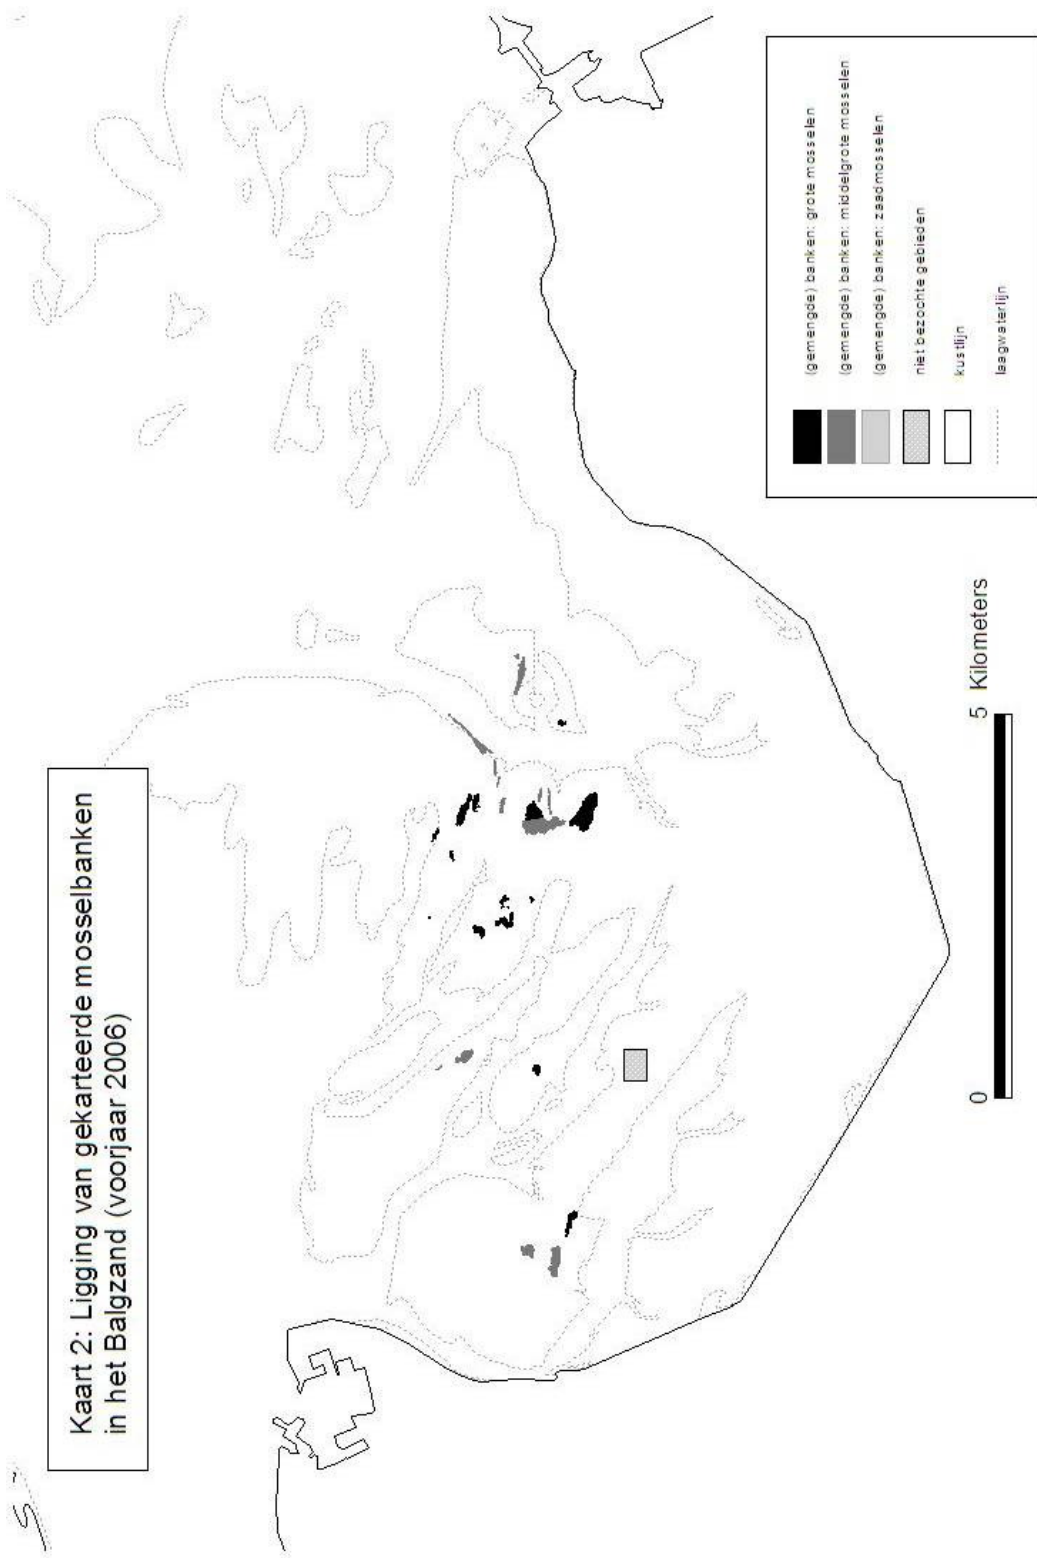 Kaart 2: Ligging van gekarteerde mosselbanken
in het Balgzand (voorjaar 2006)
(gemengde) banken: grote mosselen
(gemengde) banken: middelgrote mosselen
(gemengde) banken: zaadmosselen
niet bezochte gebieden
kustlijn
laagwaterlijn
0 5 Kilometers